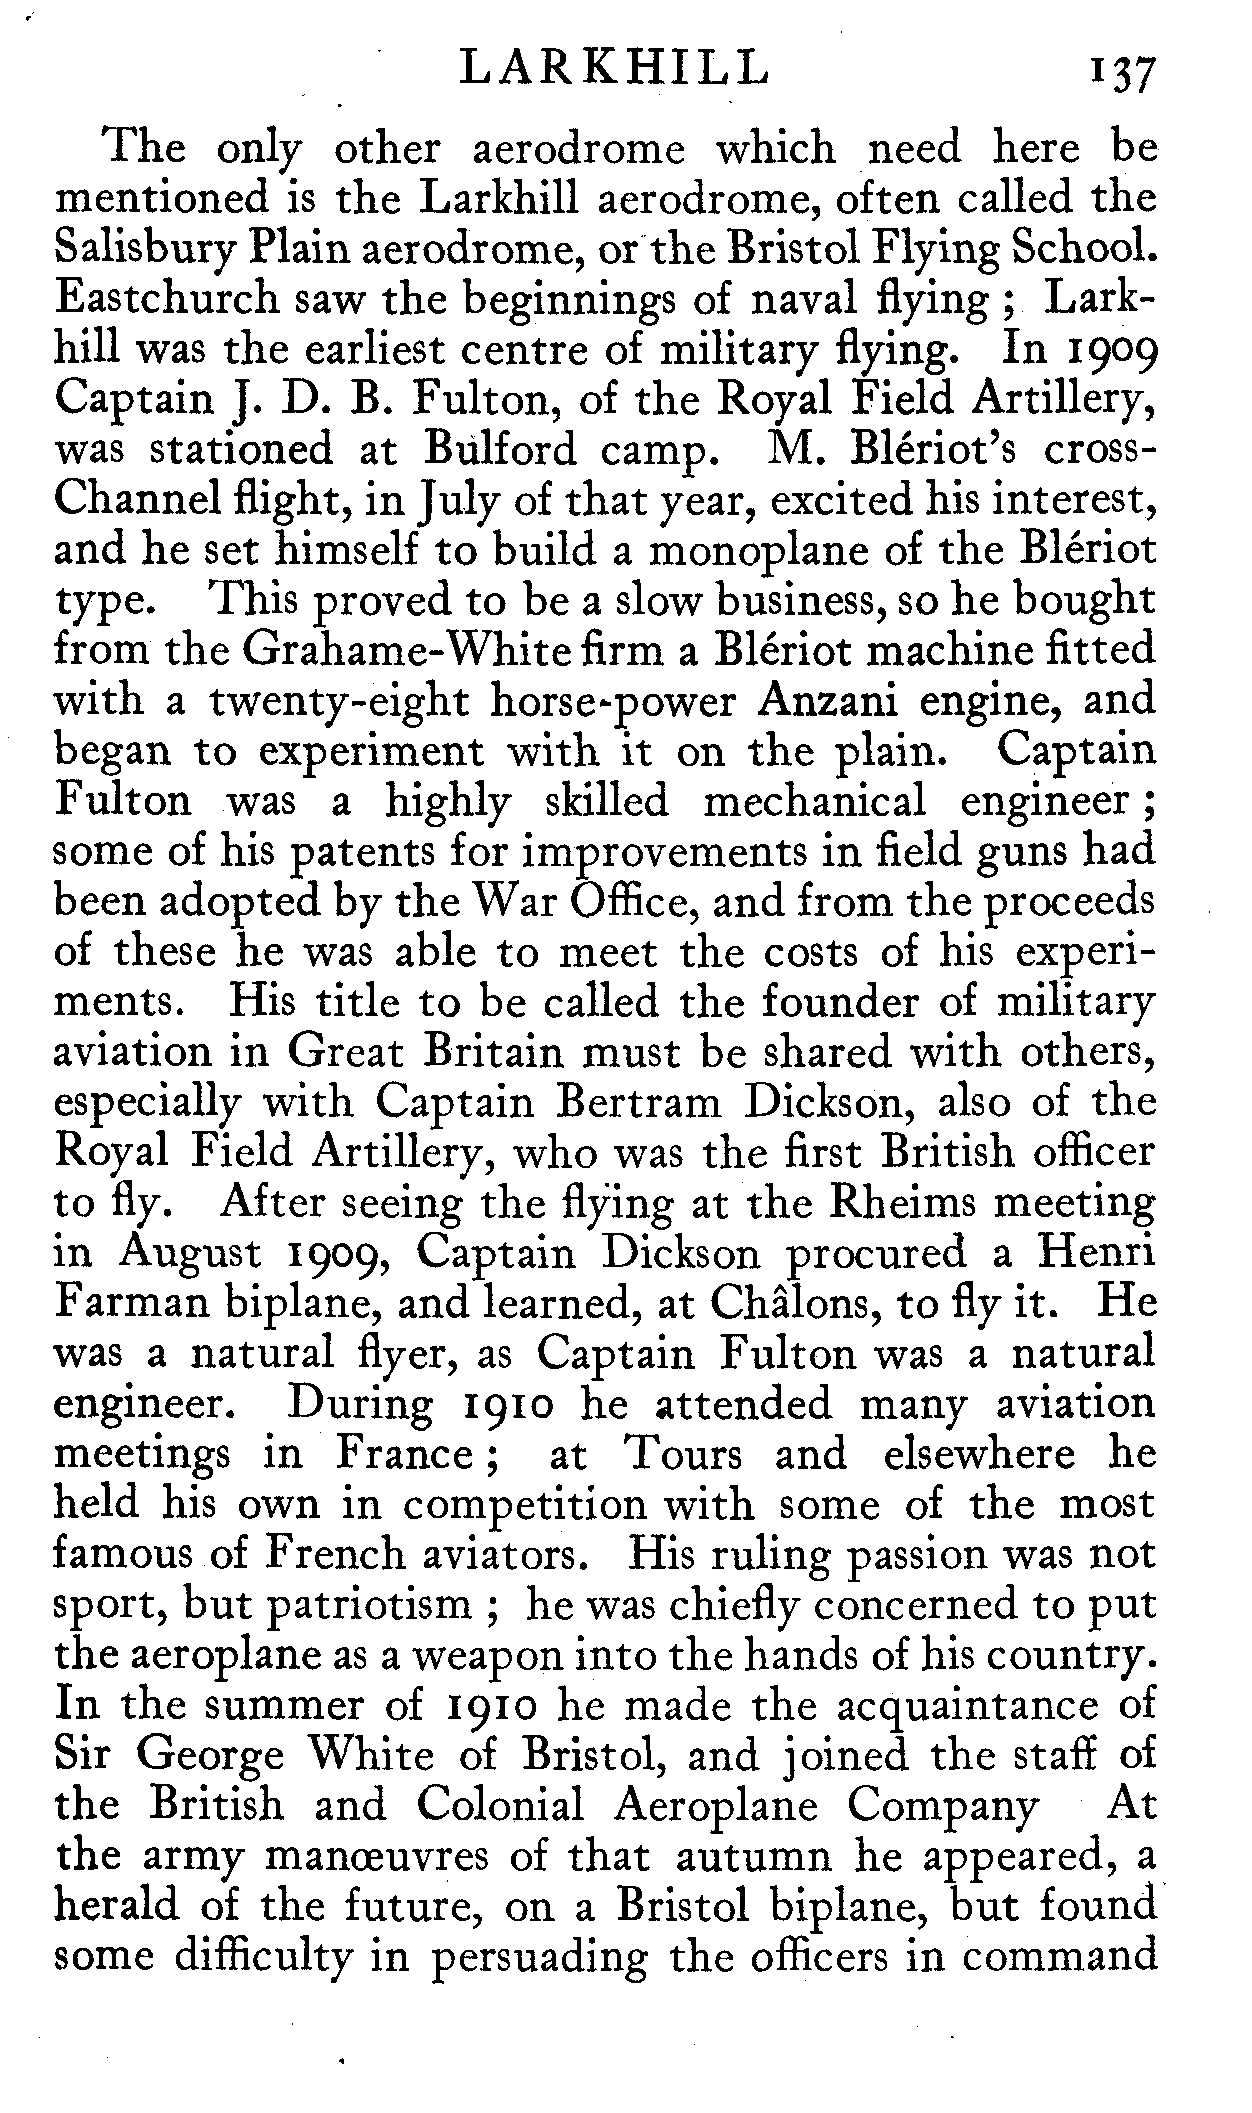 LARKHILL 137
The only other aerodrome which need here be
mentioned is the Larkhill aerodrome, often called the
Salisbury Plain aerodrome, or the Bristol Flying School.
Eastchurch saw the beginnings of naval flying ; Lark-
hill was the earliest centre of military flying. In 1909
Captain J. D. B. Fulton, of the Royal Field Artillery,
was stationed at Bulford camp. M. Blériot's cross-
Channel flight, in July of that year, excited his interest,
and he set himself to build a monoplane of the Blériot
type. This proved to be a slow business, so he bought
from the Grahame-White firm a Blériot machine fitted
with a twenty-eight horse-power Anzani engine, and
began to experiment with it on the plain. Captain
Fulton was a highly skilled mechanical engineer ;
some of his patents for improvements in field guns had
been adopted by the War Office, and from the proceeds
of these he was able to meet the costs of his experi-
ments. His title to be called the founder of military
aviation in Great Britain must be shared with others,
especially with Captain Bertram Dickson, also of the
Royal Field Artillery, who was the first British officer
to fly. After seeing the flying at the Rheims meeting
in August 1909, Captain Dickson procured a Henri
Farman biplane, and learned, at Châlons, to fly it. He
was a natural flyer, as Captain Fulton was a natural
engineer. During 1910 he attended many aviation
meetings in France ; at Tours and elsewhere he
held his own in competition with some of the most
famous of French aviators. His ruling passion was not
sport, but patriotism ; he was chiefly concerned to put
the aeroplane as a weapon into the hands of his country.
In the summer of 1910 he made the acquaintance of
Sir George White of Bristol, and joined the staff of
the British and Colonial Aeroplane Company At
the army manœuvres of that autumn he appeared, a
herald of the future, on a Bristol biplane, but found
some difficulty in persuading the officers in command